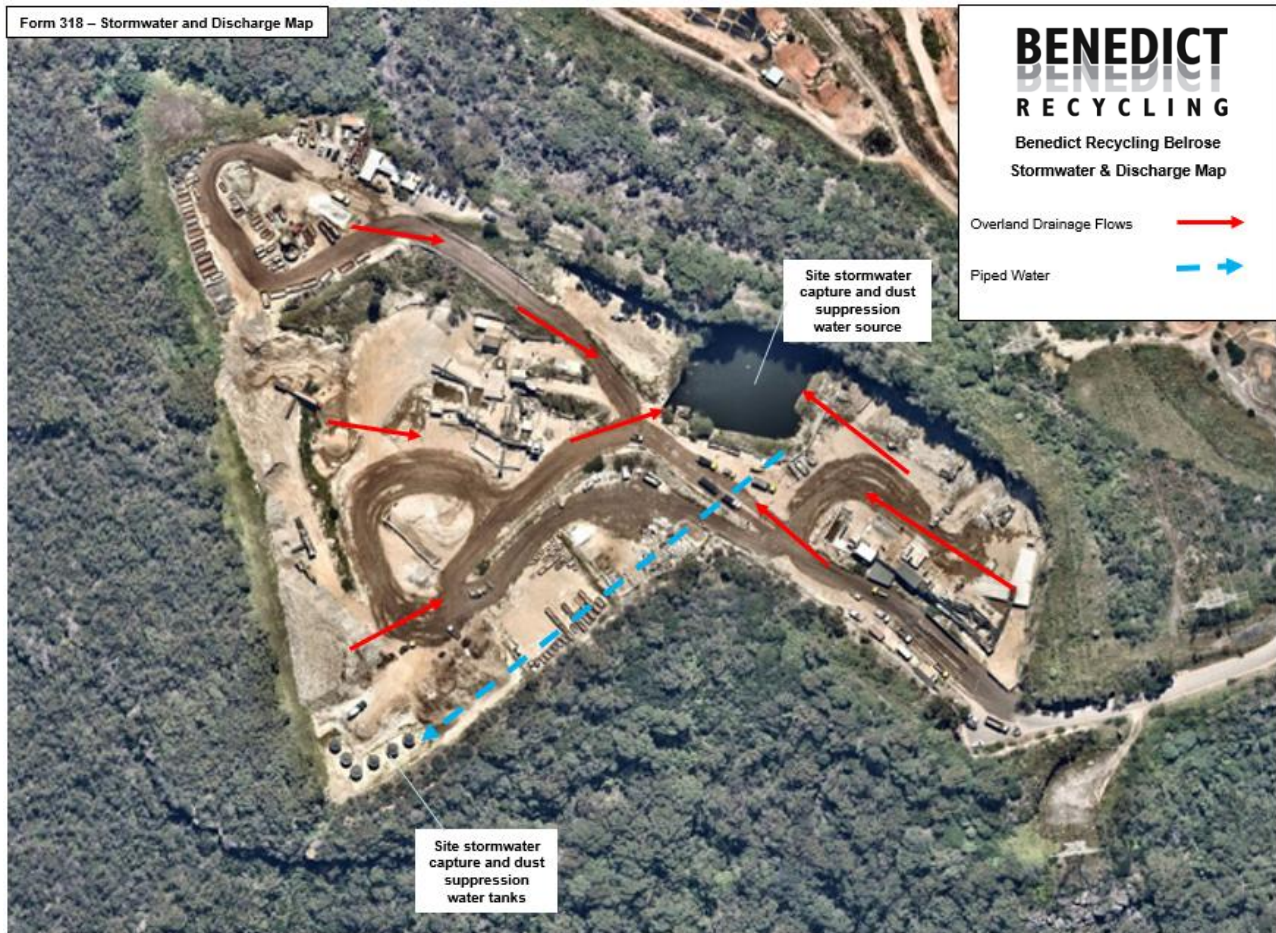 Form 318 – Stormwater and Discharge Map
BENEDICT
RECYCLING
Benedict Recycling Belrose
Stormwater & Discharge Map
Overland Drainage Flows
Piped Water
Site stormwater
capture and dust
suppression
water source
Site stormwater
capture and dust
suppression
water tanks